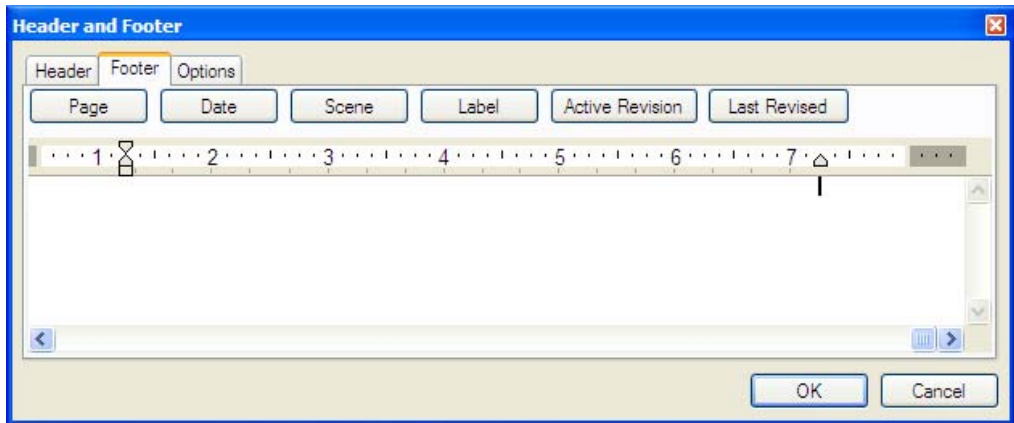 Header and Footer
Header Footer Options
Page Date Scene Label Active Revision Last Revised
1 2 3 4 5 6 7
OK Cancel